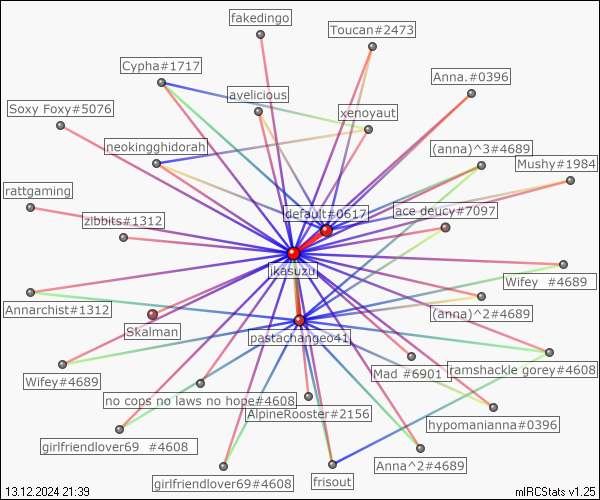 fakedingo
Toucan#2473
Cypha#1717
Anna.#0396
avelicious
Soxy Foxy#5076
xenoyaut
neokingghidorah
(anna)^3#4689
Mushy#1984
rattgaming
default#0617
ace deucy#7097
zibbits#1312
ikasuzu
Wifey  #4689
Annarchist#1312
(anna)^2#4689
Skalman
pastachangeo41
Mad #6901
ramshackle gorey#4608
Wifey#4689
no cops no laws no hope#4608
AlpineRooster#2156
hypomanianna#0396
girlfriendlover69  #4608
Anna^2#4689
girlfriendlover69#4608
frisout
13.12.2024 21:39
mIRCStats v1.25